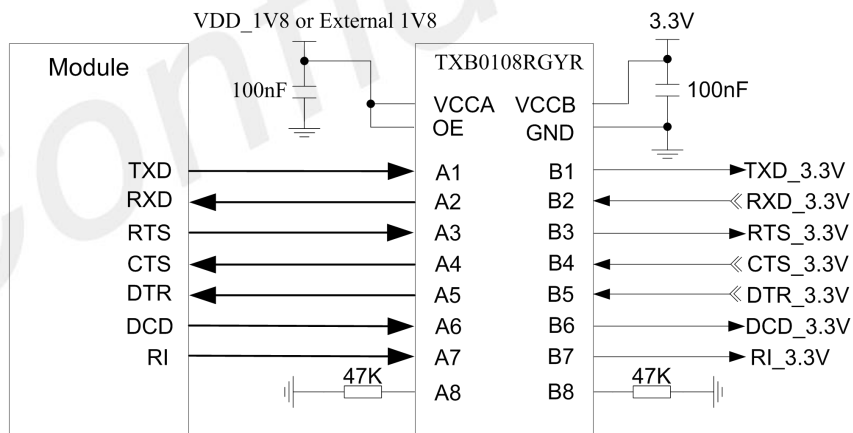 VDD_1V8 or External 1V8
3.3V
Module
TXB0108RGYR
100nF
100nF
VCCA VCCB
OE GND
TXD A1 B1 TXD_3.3V
RXD A2 B2 RXD_3.3V
RTS A3 B3 RTS_3.3V
CTS A4 B4 CTS_3.3V
DTR A5 B5 DTR_3.3V
DCD A6 B6 DCD_3.3V
RI A7 B7 RI_3.3V
47K 47K
A8 B8